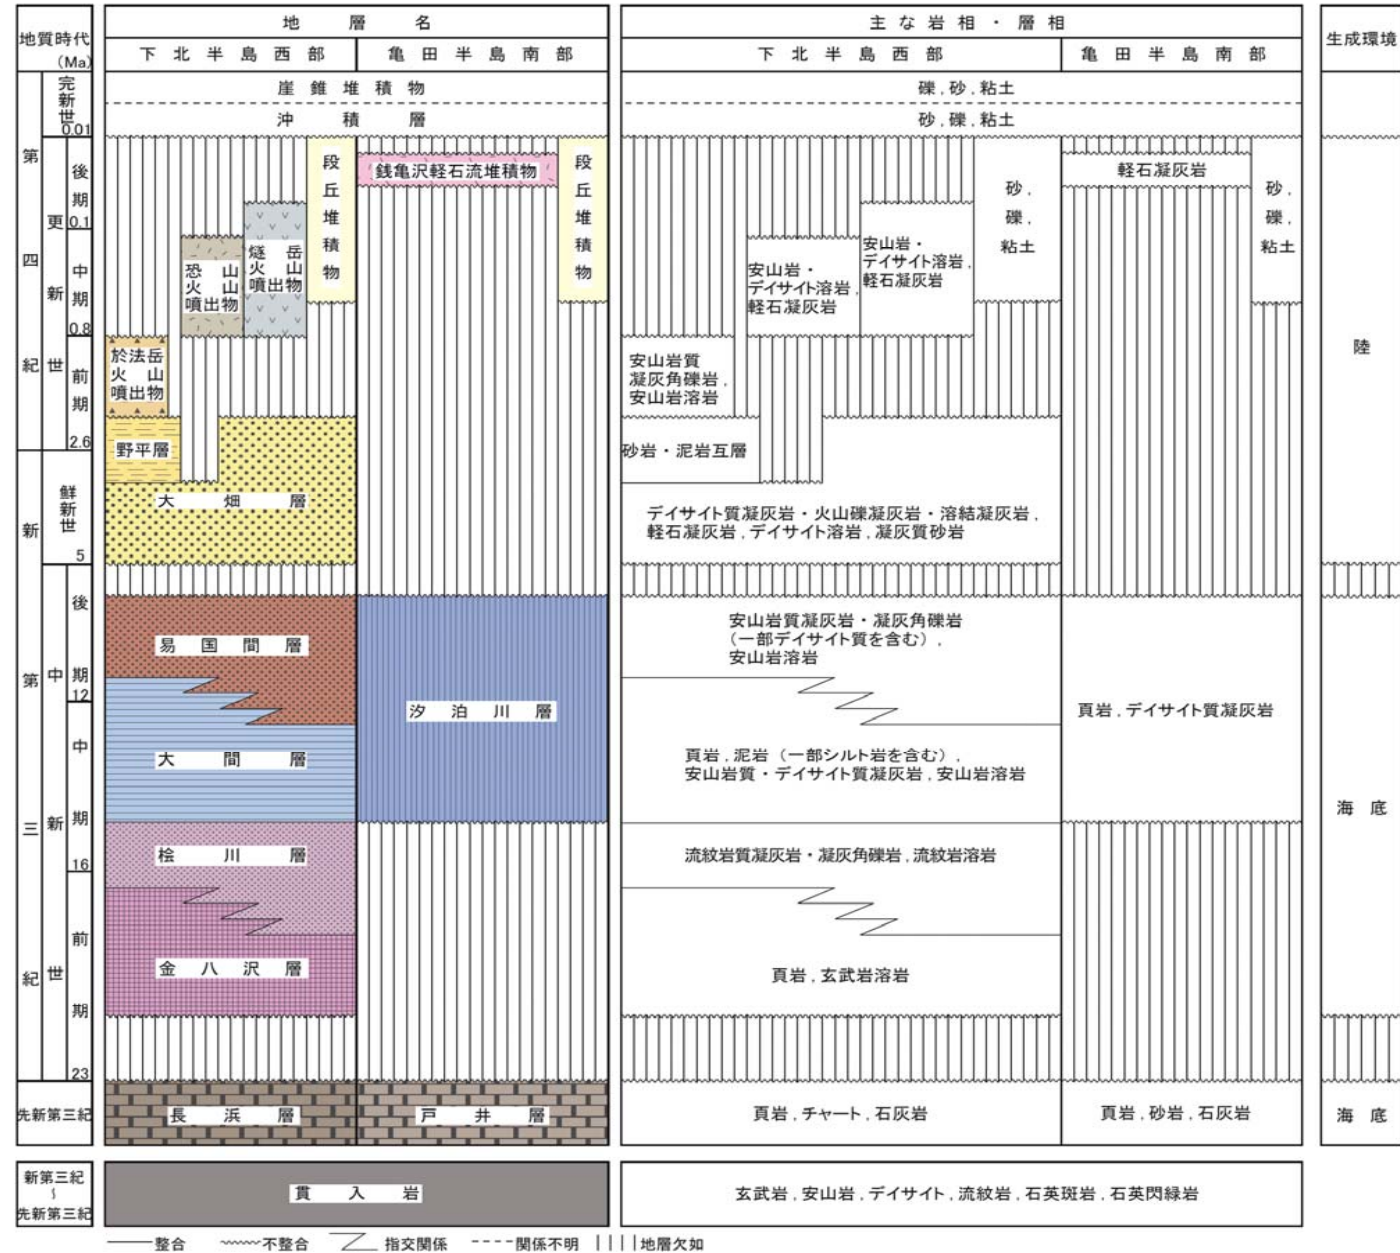 地質時代
(Ma)
地層名
下北半島西部
亀田半島南部
主な岩相・層相
下北半島西部
亀田半島南部
生成環境
第四紀
完新世
0.01
更新世
後期
0.1
中期
0.8
前期
2.6
新第三紀
鮮新世
5
中新世
後期
12
中期
16
前期
23
先新第三紀
崖錐堆積物
沖積層
段丘堆積物
銭亀沢軽石流堆積物
段丘堆積物
恐山
火山
噴出物
燧岳
火山
噴出物
於法岳
火山
噴出物
野平層
大畑層
易国間層
大間層
汐泊川層
桧川層
金八沢層
長浜層
戸井層
礫,砂,粘土
砂,礫,粘土
砂,
礫,
粘土
軽石凝灰岩
砂,
礫,
粘土
安山岩・
デイサイト溶岩,
軽石凝灰岩
安山岩・
デイサイト溶岩,
軽石凝灰岩
安山岩質
凝灰角礫岩,
安山岩溶岩
砂岩・泥岩互層
デイサイト質凝灰岩・火山礫凝灰岩・溶結凝灰岩,
軽石凝灰岩,デイサイト溶岩,凝灰質砂岩
安山岩質凝灰岩・凝灰角礫岩
(一部デイサイト質を含む),
安山岩溶岩
頁岩,泥岩(一部シルト岩を含む),
安山岩質・デイサイト質凝灰岩,安山岩溶岩
頁岩,デイサイト質凝灰岩
流紋岩質凝灰岩・凝灰角礫岩,流紋岩溶岩
頁岩,玄武岩溶岩
頁岩,チャート,石灰岩
頁岩,砂岩,石灰岩
陸
海底
海底
新第三紀
~
先新第三紀
貫入岩
玄武岩,安山岩,デイサイト,流紋岩,石英斑岩,石英閃緑岩
整合
不整合
指交関係
関係不明
地層欠如